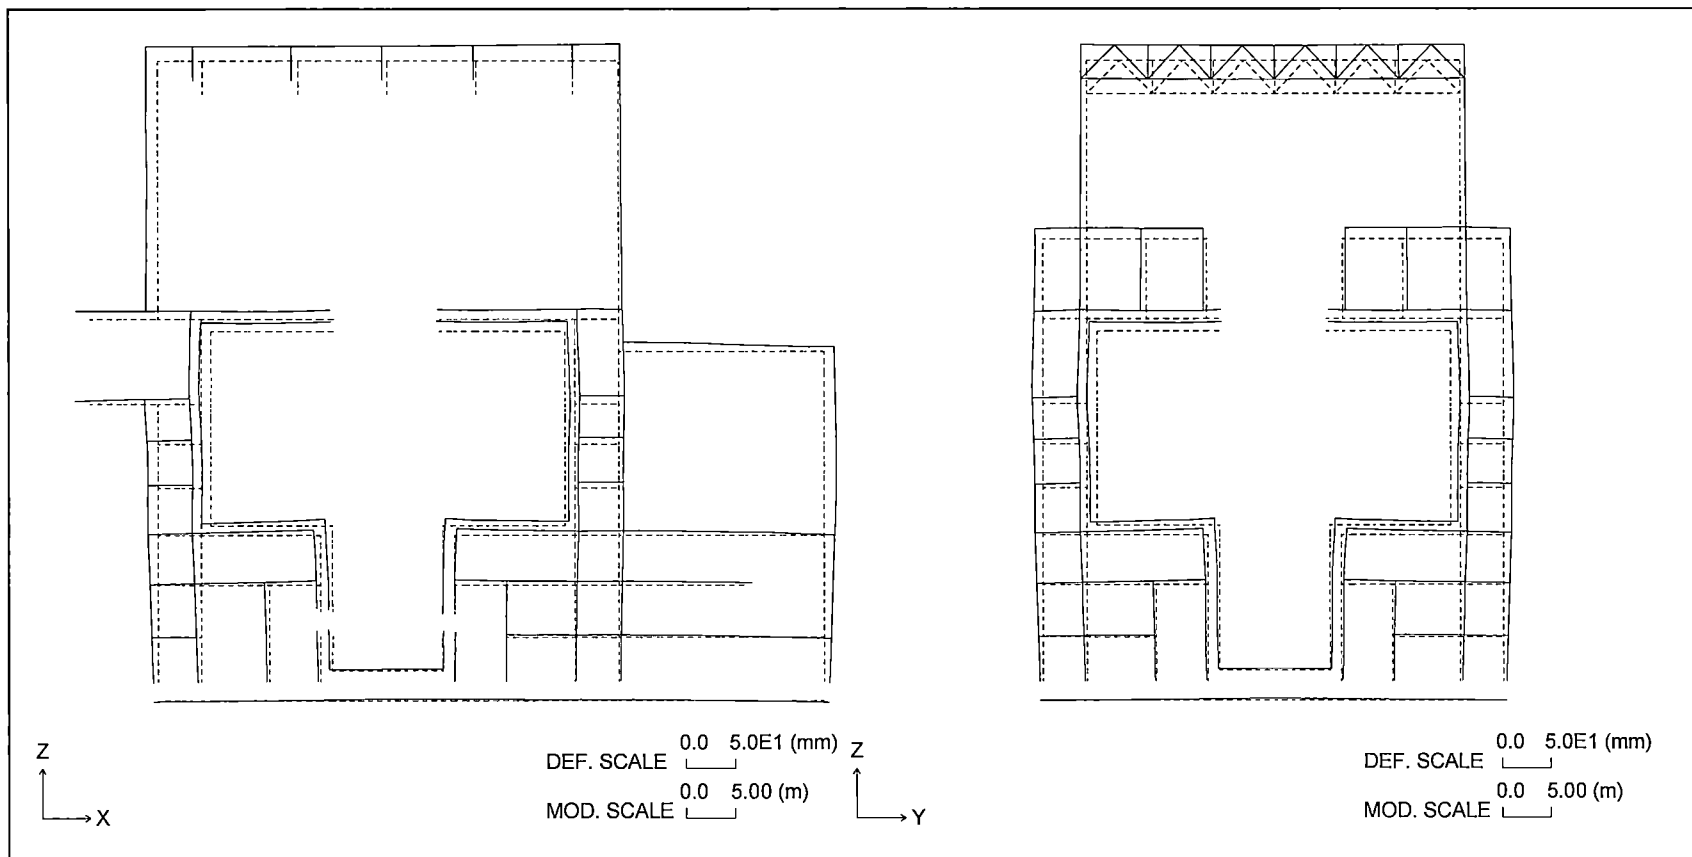 Z
X
0.0 5.0E1 (mm)
DEF. SCALE
0.0 5.00 (m)
MOD. SCALE
Z
Y
0.0 5.0E1 (mm)
DEF. SCALE
0.0 5.00 (m)
MOD. SCALE